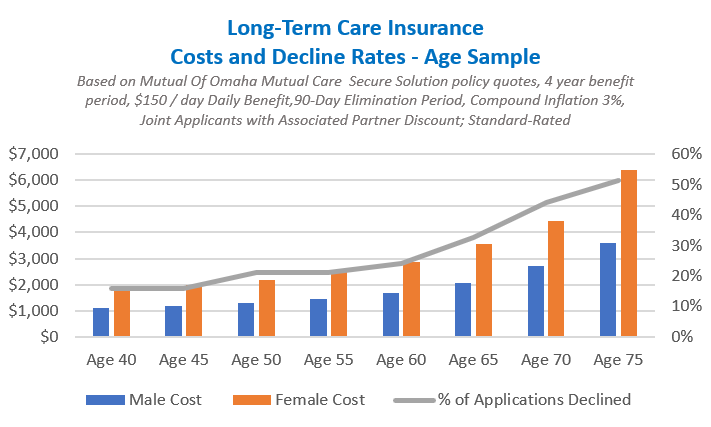 Long-Term Care Insurance
Costs and Decline Rates - Age Sample
Based on Mutual Of Omaha Mutual Care Secure Solution policy quotes, 4 year benefit
period, $150 / day Daily Benefit,90-Day Elimination Period, Compound Inflation 3%,
Joint Applicants with Associated Partner Discount; Standard-Rated
$7,000 60%
$6,000 50%
$5,000 40%
$4,000
$3,000 30%
$2,000 20%
$1,000 10%
$0 0%
Age 40 Age 45 Age 50 Age 55 Age 60 Age 65 Age 70 Age 75
Male Cost Female Cost % of Applications Declined